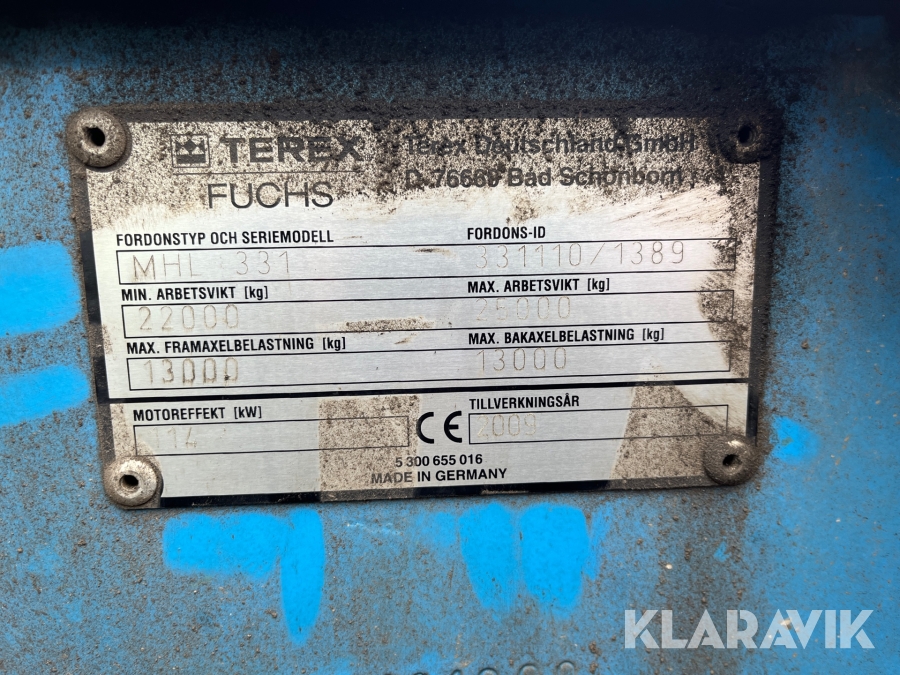 TEREX Terex Deutschland GmbH
FUCHS D 76669 Bad Schönborn
FORDONSTYP OCH SERIEMODELL FORDONS-ID
MHL 331 331110/1389
MIN. ARBETSVIKT [kg] MAX. ARBETSVIKT [kg]
22000 26000
MAX. FRAMAXELBELASTNING [kg] MAX. BAKAXELBELASTNING [kg]
13000 13000
MOTOREFFEKT [kW] CE TILLVERKNINGSÅR
114 2009
5 300 655 016
MADE IN GERMANY
KLARAVIK